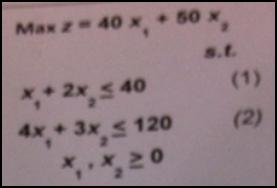 Max z = 40 x₁ + 50 x₂
s.t.
x₁ + 2x₂ ≤ 40 (1)
4x₁ + 3x₂ ≤ 120 (2)
x₁ , x₂ ≥ 0